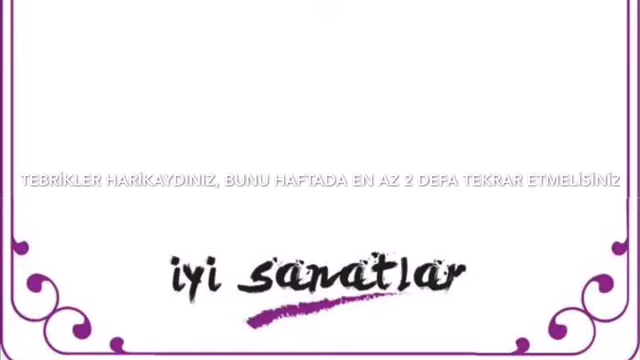 TEBRİKLER HARİKAYDINIZ, BUNU HAFTADA EN AZ 2 DEFA TEKRAR ETMELİSİNİZ
iyi sanatlar